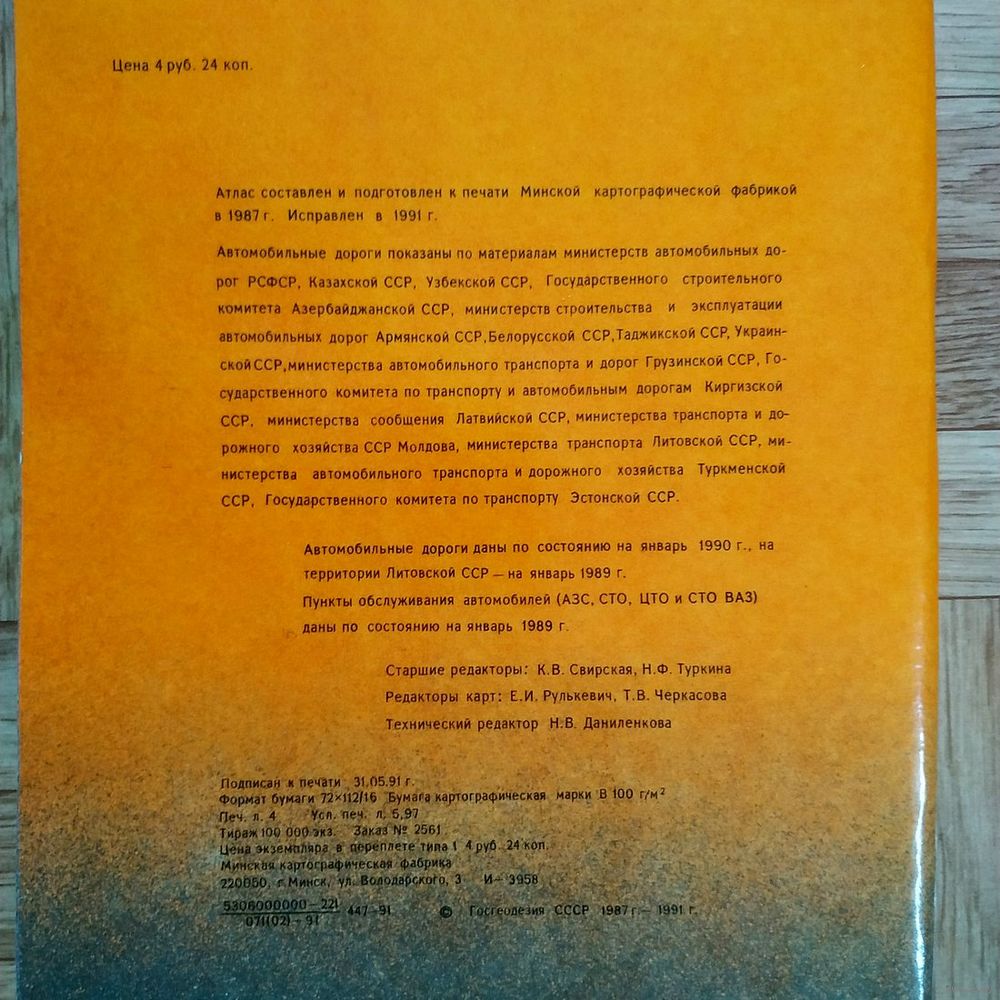 Цена 4 руб. 24 коп.
Атлас составлен и подготовлен к печати Минской картографической фабрикой
в 1987 г. Исправлен в 1991 г.
Автомобильные дороги показаны по материалам министерств автомобильных до-
рог РСФСР, Казахской ССР, Узбекской ССР, Государственного строительного
комитета Азербайджанской ССР, министерств строительства и эксплуатации
автомобильных дорог Армянской ССР, Белорусской ССР, Таджикской ССР, Украин-
ской ССР, министерства автомобильного транспорта и дорог Грузинской ССР, Го-
сударственного комитета по транспорту и автомобильным дорогам Киргизской
ССР, министерства сообщения Латвийской ССР, министерства транспорта и до-
рожного хозяйства ССР Молдова, министерства транспорта Литовской ССР, ми-
нистерства автомобильного транспорта и дорожного хозяйства Туркменской
ССР, Государственного комитета по транспорту Эстонской ССР.
Автомобильные дороги даны по состоянию на январь 1990 г., на
территории Литовской ССР — на январь 1989 г.
Пункты обслуживания автомобилей (АЗС, СТО, ЦТО и СТО ВАЗ)
даны по состоянию на январь 1989 г.
Старшие редакторы: К.В. Свирская, Н.Ф. Туркина
Редакторы карт: Е.И. Рулькевич, Т.В. Черкасова
Технический редактор Н.В. Даниленкова
Подписан к печати 31.05.91 г.
Формат бумаги 72×112/16 Бумага картографическая марки В 100 г/м²
Печ. л. 4 Усл. печ. л. 5,97
Тираж 100 000 экз. Заказ № 2561
Цена экземпляра в переплете типа 1 4 руб. 24 коп.
Минская картографическая фабрика
220050, г. Минск, ул. Володарского, 3 И — 3958
5306000000 — 221
071(02) — 91
447-91 © Госгеодезия СССР 1987 г — 1991 г.